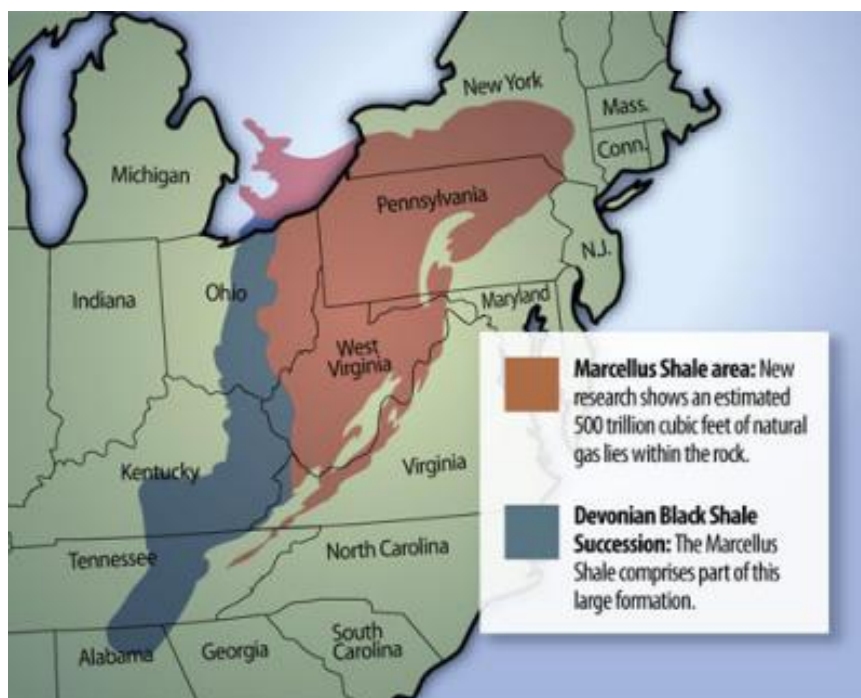 New York
Mass.
Conn.
Michigan
Pennsylvania
N.J.
Indiana
Ohio
Maryland
West
Virginia
Kentucky
Virginia
Tennessee
North Carolina
Alabama
Georgia
South
Carolina
Marcellus Shale area: New
research shows an estimated
500 trillion cubic feet of natural
gas lies within the rock.
Devonian Black Shale
Succession: The Marcellus
Shale comprises part of this
large formation.